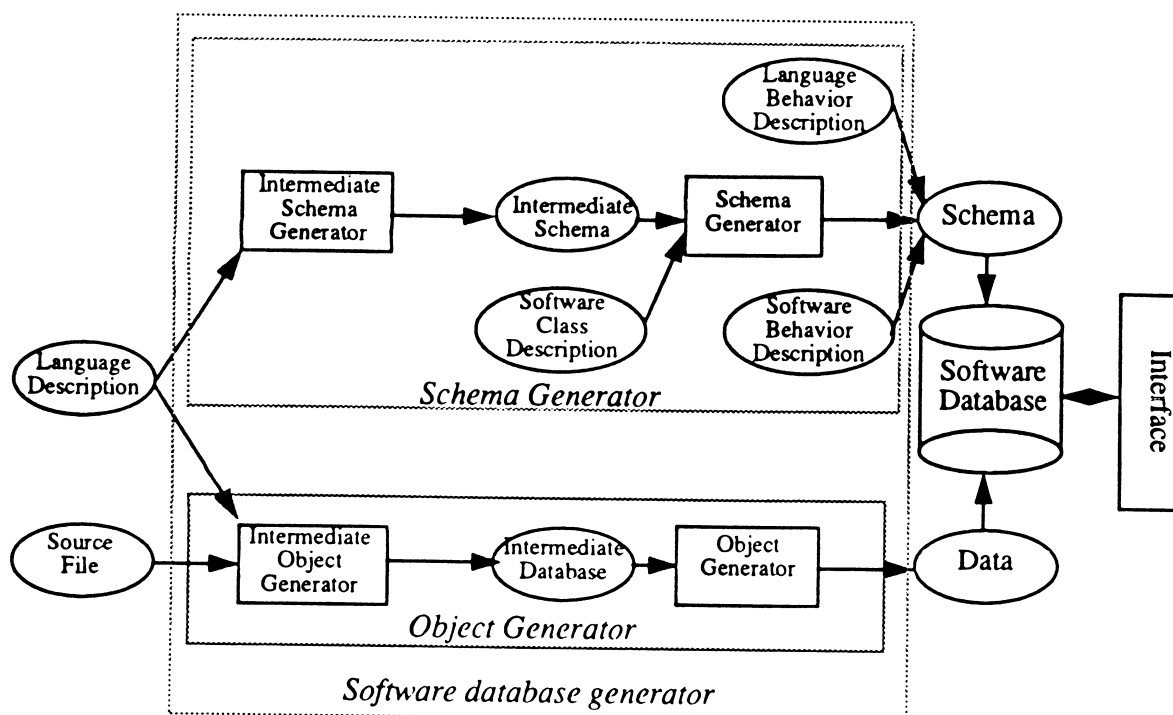 Language
Behavior
Description
Intermediate
Schema
Generator
Intermediate
Schema
Schema
Generator
Schema
Software
Class
Description
Software
Behavior
Description
Language
Description
Schema Generator
Software
Database
Interface
Source
File
Intermediate
Object
Generator
Intermediate
Database
Object
Generator
Data
Object Generator
Software database generator